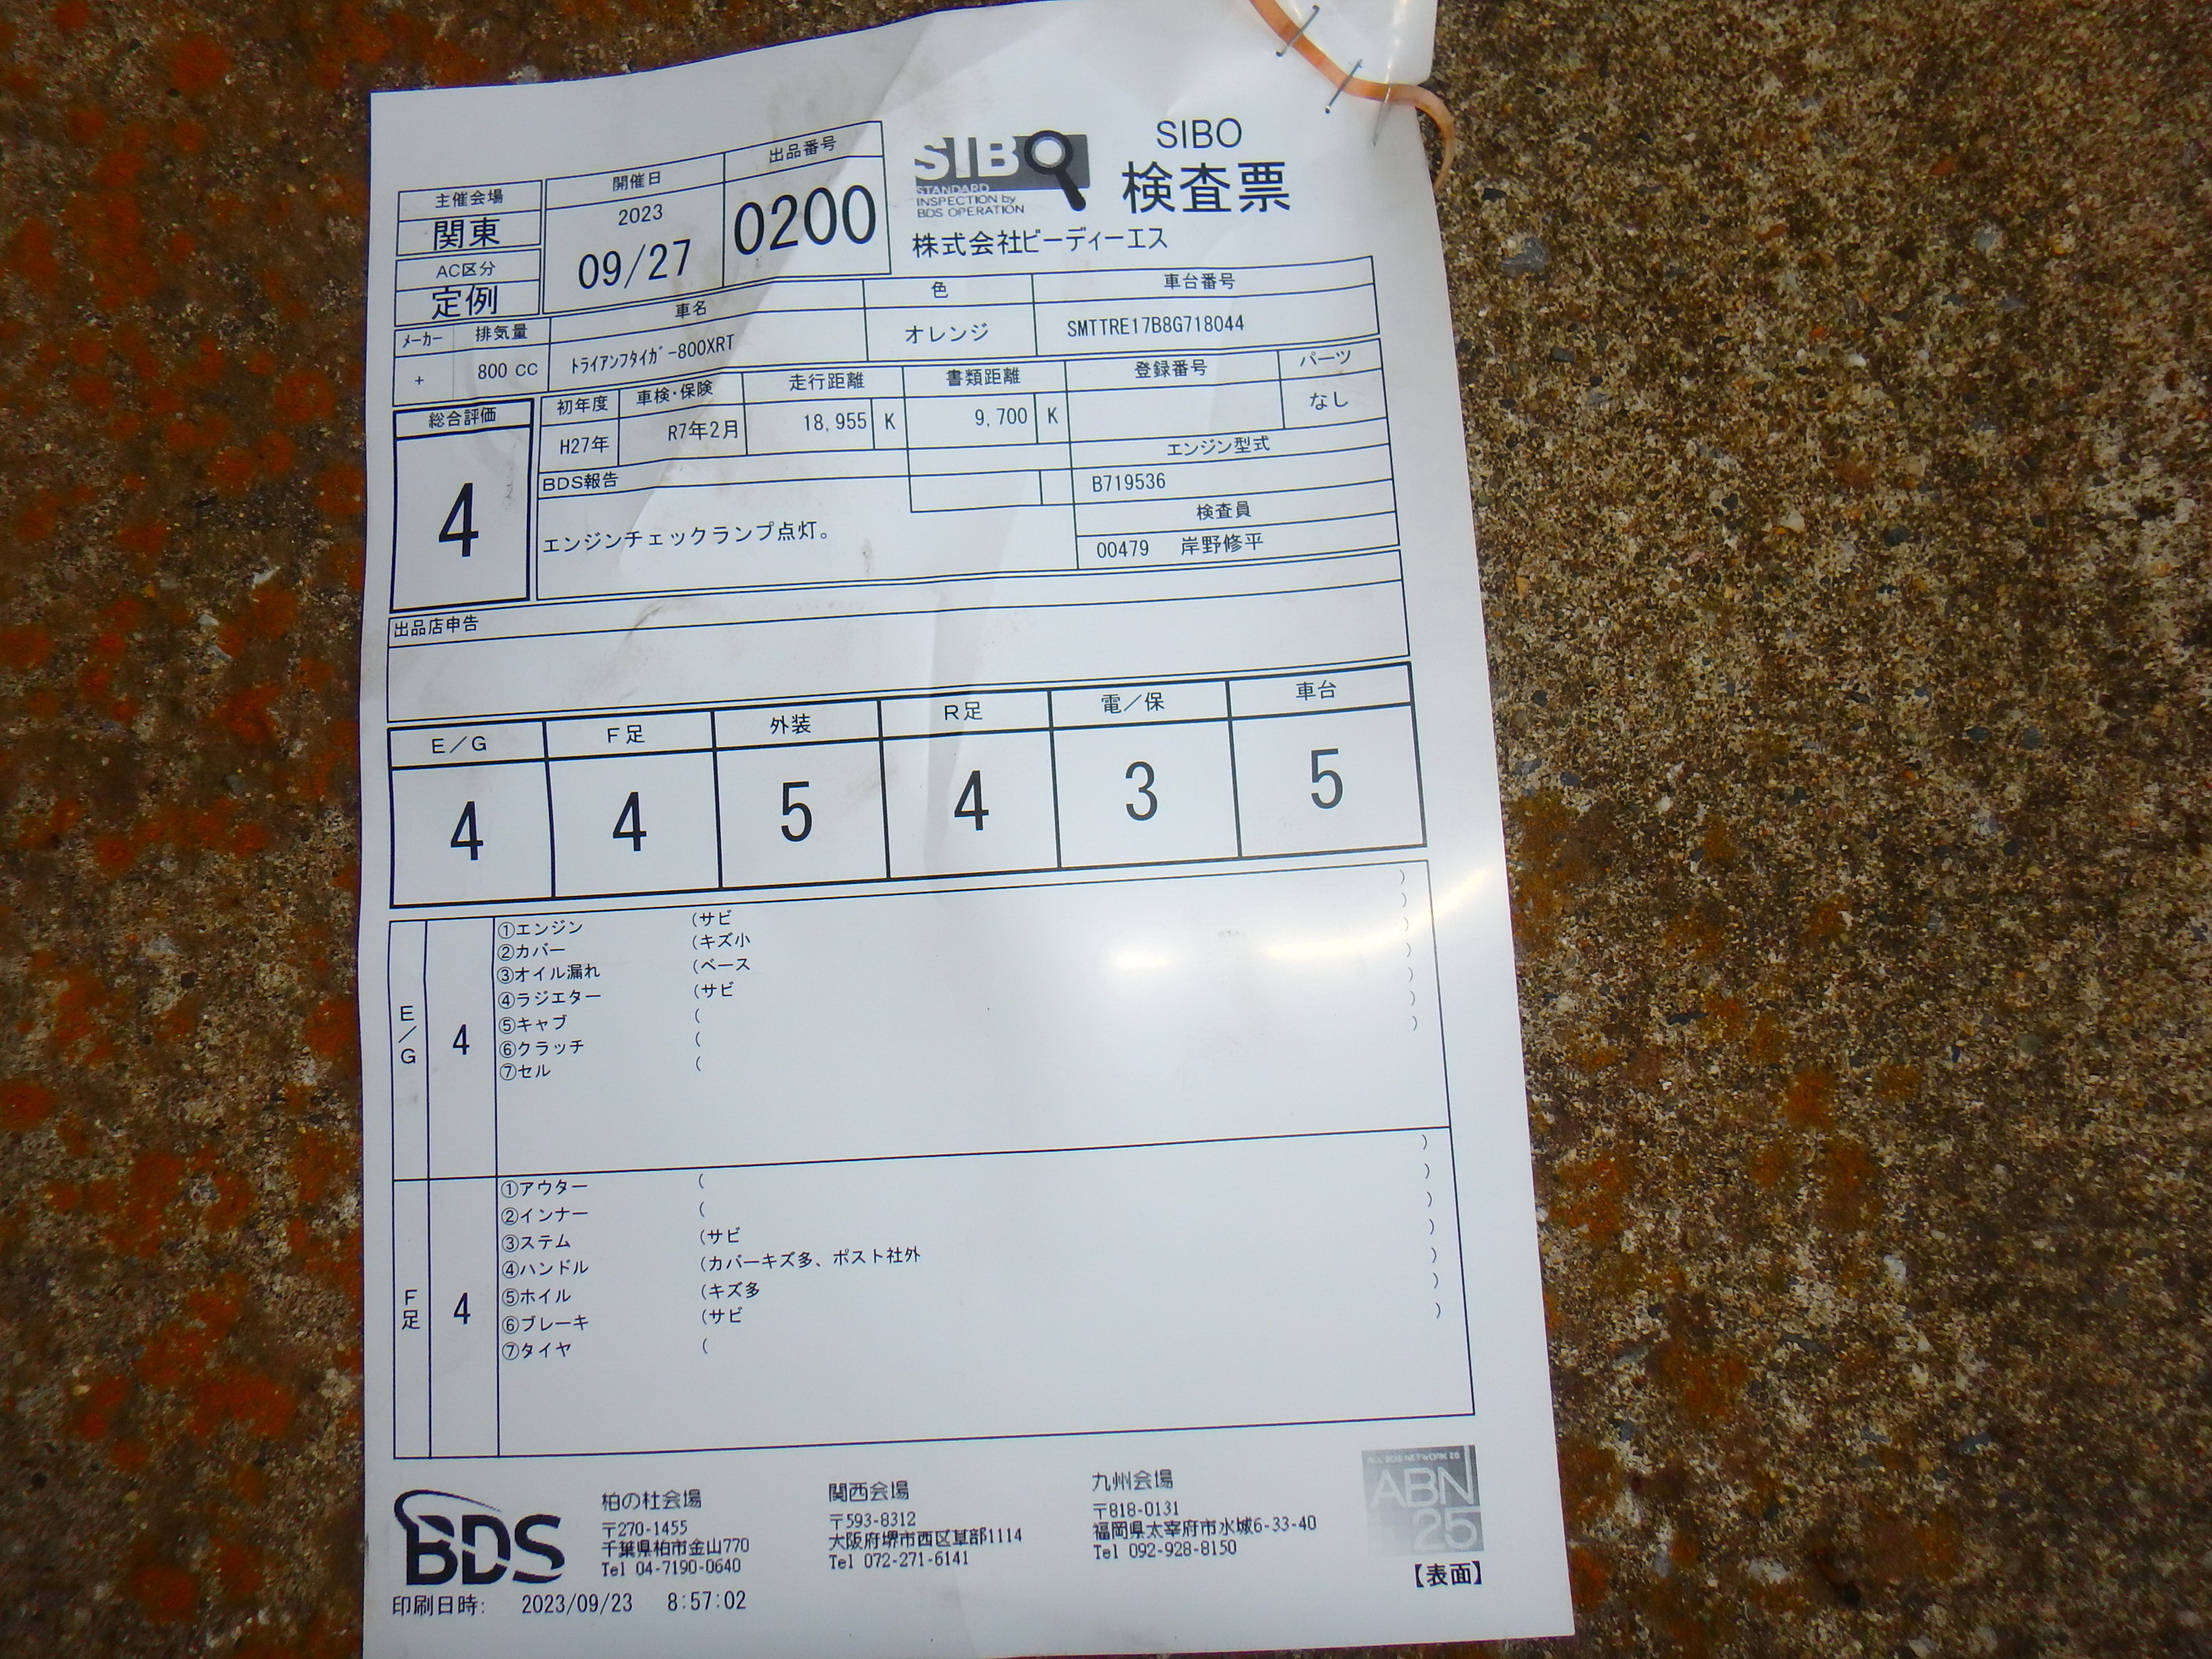 主催会場
関東
AC区分
定例
開催日
2023
09/27
出品番号
0200
SIBO
STANDARD
INSPECTION by
BDS OPERATION
SIBO
検査票
株式会社ビーディーエス
メーカー 排気量 車名 色 車台番号
+ 800 CC ﾄﾗｲｱﾝﾌﾀｲｶﾞｰ800XRT オレンジ SMTTRE17B8G718044
総合評価
4
初年度 車検・保険 走行距離 書類距離 登録番号 パーツ
H27年 R7年2月 18,955 K 9,700 K なし
エンジン型式
B719536
検査員
00479 岸野修平
BDS報告
エンジンチェックランプ点灯。
出品店申告
E/G F足 外装 R足 電/保 車台
4 4 5 4 3 5
E/G
4
①エンジン (サビ )
②カバー (キズ小 )
③オイル漏れ (ベース )
④ラジエター (サビ )
⑤キャブ ( )
⑥クラッチ ( )
⑦セル ( )
F足
4
①アウター ( )
②インナー ( )
③ステム (サビ )
④ハンドル (カバーキズ多、ポスト社外 )
⑤ホイル (キズ多 )
⑥ブレーキ (サビ )
⑦タイヤ ( )
BDS
柏の杜会場
〒270-1455
千葉県柏市金山770
Tel 04-7190-0640
関西会場
〒593-8312
大阪府堺市西区草部1114
Tel 072-271-6141
九州会場
〒818-0131
福岡県太宰府市水城6-33-40
Tel 092-928-8150
ALL BDS NETWORK 25
ABN
25
【表面】
印刷日時: 2023/09/23 8:57:02